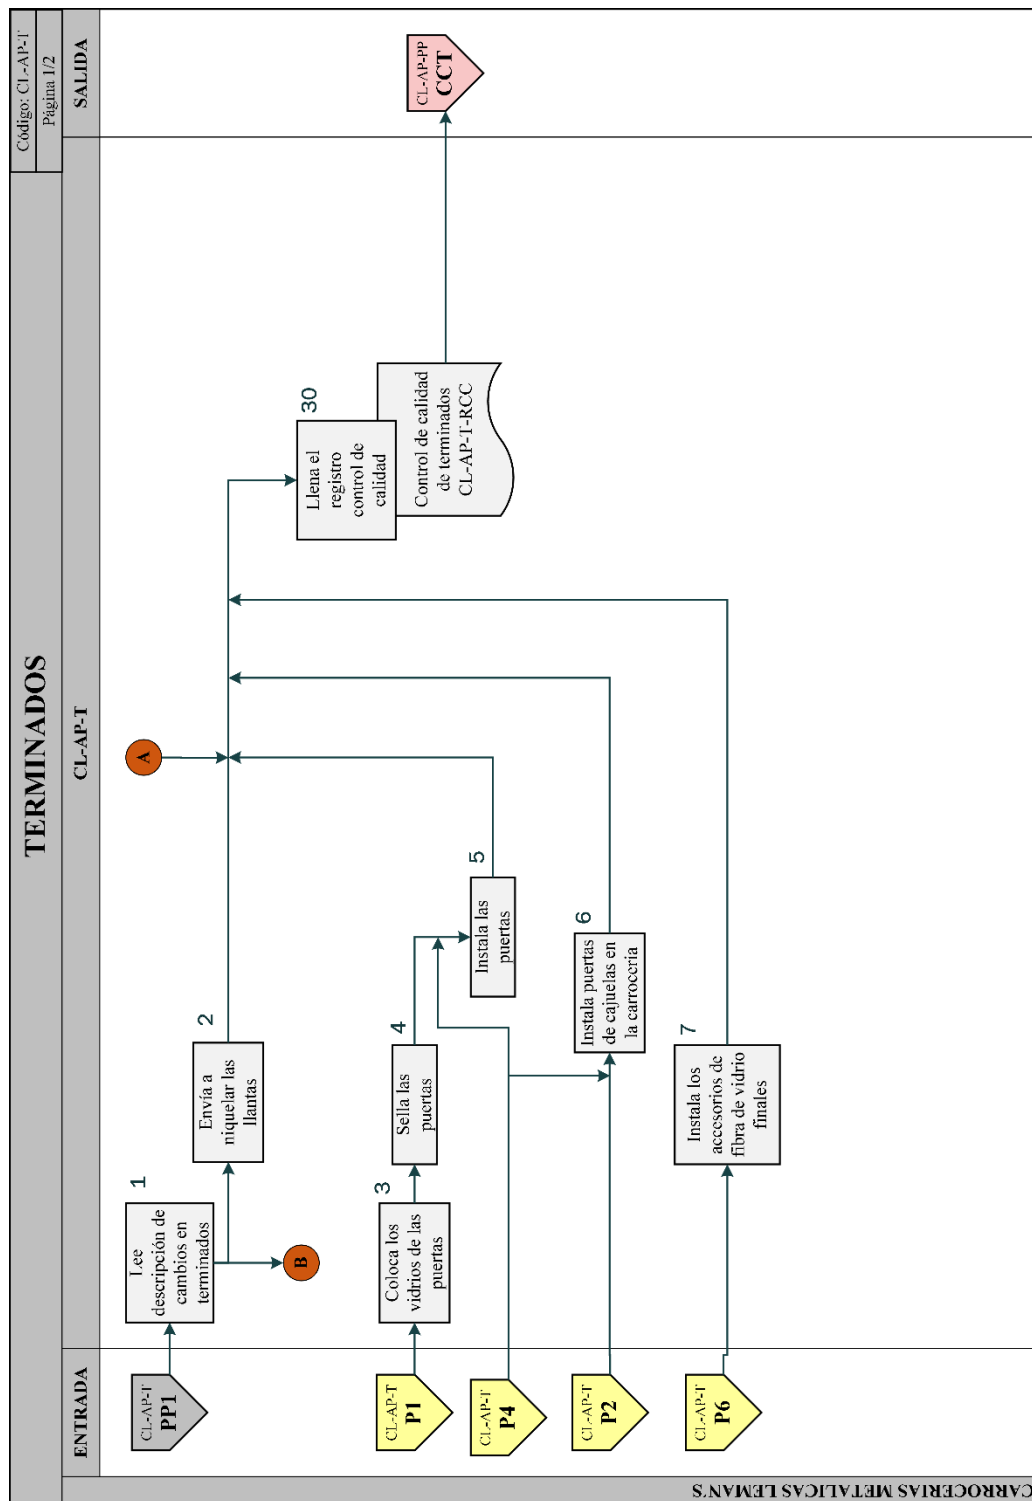 TERMINADOS
Código: CL-AP-T
Página 1/2
ENTRADA
CL-AP-T
SALIDA
CL-AP-T
PP1
1
Lee
descripción de
cambios en
terminados
B
2
Envía a
niquelar las
llantas
A
CL-AP-T
P1
3
Coloca los
vidrios de las
puertas
4
Sella las
puertas
5
Instala las
puertas
CL-AP-T
P4
CL-AP-T
P2
6
Instala puertas
de cajuelas en
la carrocería
CL-AP-T
P6
7
Instala los
accesorios de
fibra de vidrio
finales
30
Llena el
registro
control de
calidad
Control de calidad
de terminados
CL-AP-T-RCC
CL-AP-PP
CCT
CARROCERIAS METALICAS LEMAN'S